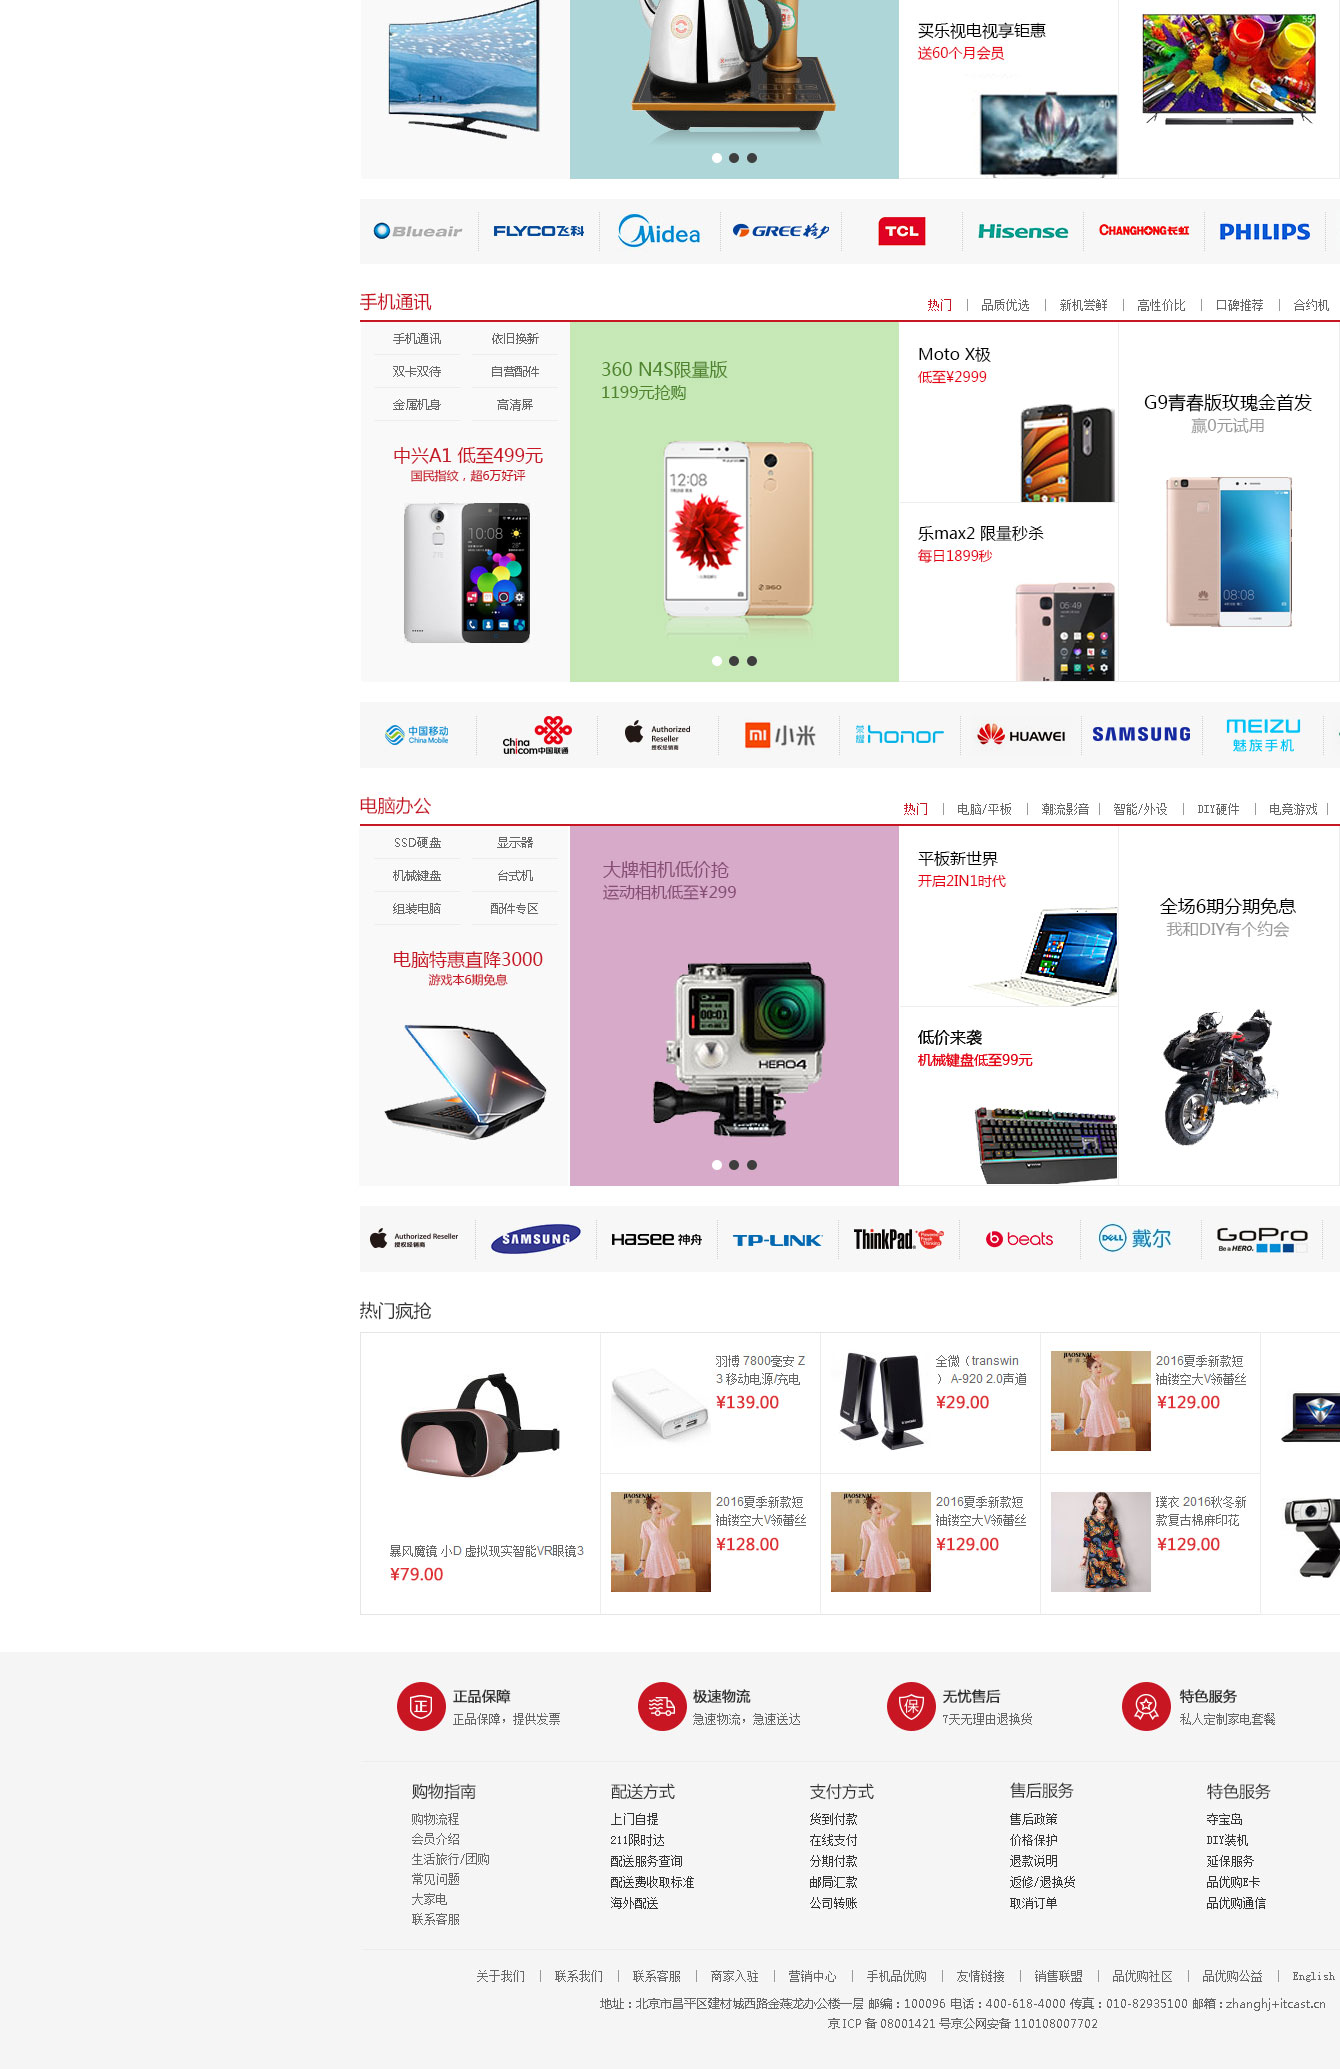 买乐视电视享钜惠
送60个月会员
40"
55"
Blueair
FLYCO飞科
Midea
GREE格力
TCL
Hisense
CHANGHONG长虹
PHILIPS
手机通讯
热门 | 品质优选 | 新机尝鲜 | 高性价比 | 口碑推荐 | 合约机
手机通讯 依旧换新
双卡双待 自营配件
金属机身 高清屏
中兴A1 低至499元
国民指纹，超6万好评
10:08
360 N4S限量版
1199元抢购
12:08
360
Moto X极
低至¥2999
乐max2 限量秒杀
每日1899秒
05:49
G9青春版玫瑰金首发
赢0元试用
08:08
中国移动
China Mobile
China
unicom中国联通
Authorized
Reseller
授权经销商
小米
荣耀 honor
HUAWEI
SAMSUNG
MEIZU
魅族手机
电脑办公
热门 | 电脑/平板 | 潮流影音 | 智能/外设 | DIY硬件 | 电竞游戏 |
SSD硬盘 显示器
机械键盘 台式机
组装电脑 配件专区
电脑特惠直降3000
游戏本6期免息
大牌相机低价抢
运动相机低至¥299
00:01
HERO4
GoPro
平板新世界
开启2IN1时代
低价来袭
机械键盘低至99元
全场6期分期免息
我和DIY有个约会
Authorized Reseller
授权经销商
SAMSUNG
Hasee 神舟
TP-LINK
ThinkPad
beats
DELL 戴尔
GoPro
Be a HERO.
热门疯抢
暴风魔镜 小D 虚拟现实智能VR眼镜3
¥79.00
羽博 7800毫安 Z
3 移动电源/充电
¥139.00
全微（transwin
） A-920 2.0声道
¥29.00
JIAOSENAI
2016夏季新款短
袖镂空大V领蕾丝
¥129.00
JIAOSENAI
2016夏季新款短
袖镂空大V领蕾丝
¥128.00
JIAOSENAI
2016夏季新款短
袖镂空大V领蕾丝
¥129.00
璞衣 2016秋冬新
款复古棉麻印花
¥129.00
正 正品保障
正品保障，提供发票
极速物流
急速物流，急速送达
保 无忧售后
7天无理由退换货
特色服务
私人定制家电套餐
购物指南
购物流程
会员介绍
生活旅行/团购
常见问题
大家电
联系客服
配送方式
上门自提
211限时达
配送服务查询
配送费收取标准
海外配送
支付方式
货到付款
在线支付
分期付款
邮局汇款
公司转账
售后服务
售后政策
价格保护
退款说明
返修/退换货
取消订单
特色服务
夺宝岛
DIY装机
延保服务
品优购E卡
品优购通信
关于我们 | 联系我们 | 联系客服 | 商家入驻 | 营销中心 | 手机品优购 | 友情链接 | 销售联盟 | 品优购社区 | 品优购公益 | English
地址：北京市昌平区建材城西路金燕龙办公楼一层 邮编：100096 电话：400-618-4000 传真：010-82935100 邮箱：zhanghj+itcast.cn
京ICP备08001421号京公网安备110108007702